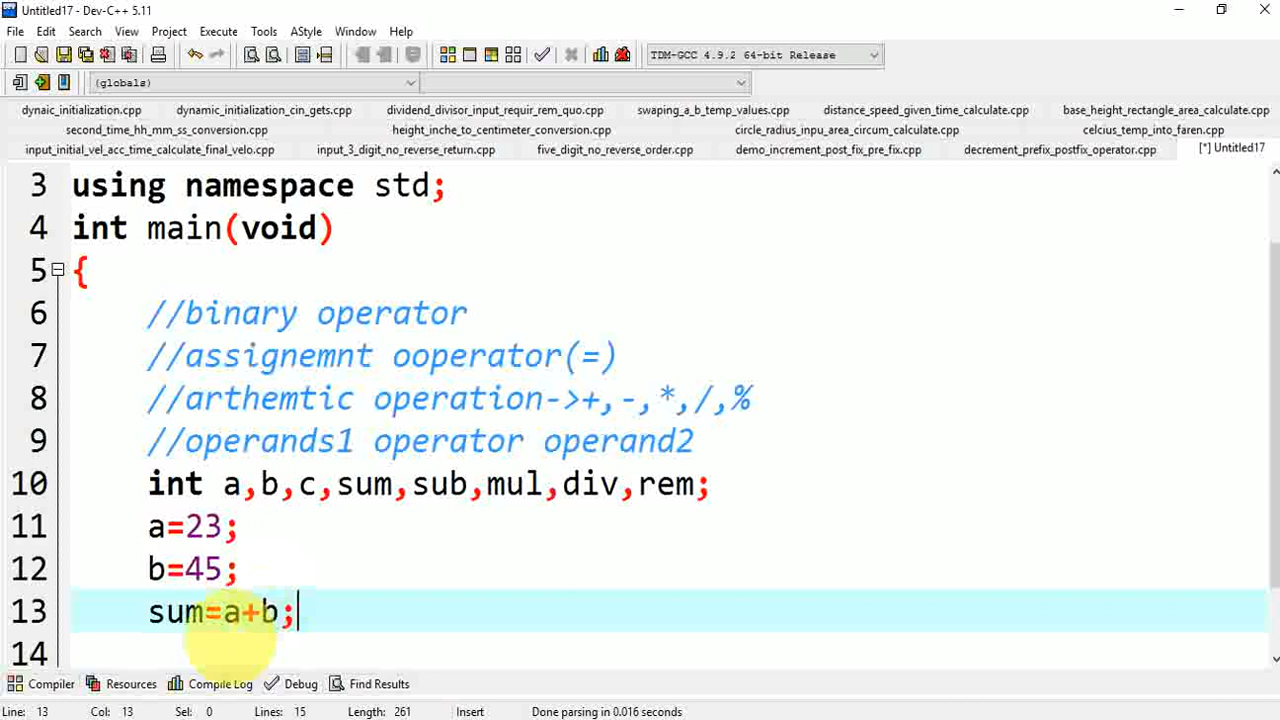 Untitled17 - Dev-C++ 5.11
File Edit Search View Project Execute Tools AStyle Window Help
TDM-GCC 4.9.2 64-bit Release
(globals)
dynaic_initialization.cpp dynamic_initialization_cin_gets.cpp dividend_divisor_input_requir_rem_quo.cpp swaping_a_b_temp_values.cpp distance_speed_given_time_calculate.cpp base_height_rectangle_area_calculate.cpp
second_time_hh_mm_ss_conversion.cpp height_inche_to_centimeter_conversion.cpp circle_radius_inpu_area_circum_calculate.cpp celcius_temp_into_faren.cpp
input_initial_vel_acc_time_calculate_final_velo.cpp input_3_digit_no_reverse_return.cpp five_digit_no_reverse_order.cpp demo_increment_post_fix_pre_fix.cpp decrement_prefix_postfix_operator.cpp [*] Untitled17
3 using namespace std;
4 int main(void)
5 {
6 //binary operator
7 //assignemnt ooperator(=)
8 //arthemtic operation->+,-,*,/,%
9 //operands1 operator operand2
10 int a,b,c,sum,sub,mul,div,rem;
11 a=23;
12 b=45;
13 sum=a+b;
14
Compiler Resources Compile Log Debug Find Results
Line: 13 Col: 13 Sel: 0 Lines: 15 Length: 261 Insert Done parsing in 0.016 seconds